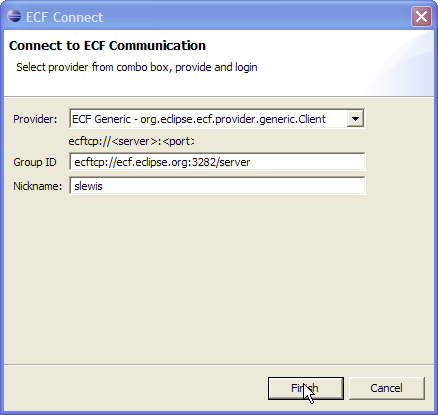 ECF Connect
Connect to ECF Communication
Select provider from combo box, provide and login
Provider: ECF Generic - org.eclipse.ecf.provider.generic.Client
ecftcp://<server>:<port>
Group ID ecftcp://ecf.eclipse.org:3282/server
Nickname: slewis
Finish Cancel